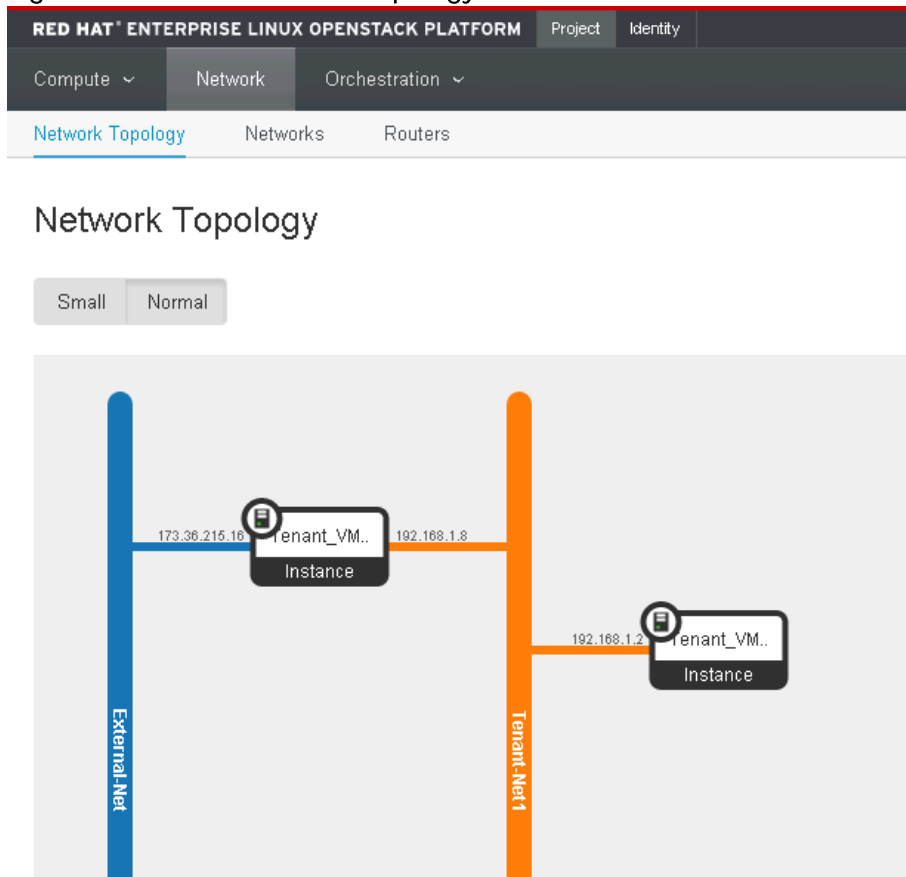 RED HAT® ENTERPRISE LINUX OPENSTACK PLATFORM Project Identity
Compute Network Orchestration
Network Topology Networks Routers
Network Topology
Small Normal
173.36.215.16 Tenant_VM.. 192.168.1.8
Instance
192.168.1.2 Tenant_VM..
Instance
External-Net
Tenant-Net1